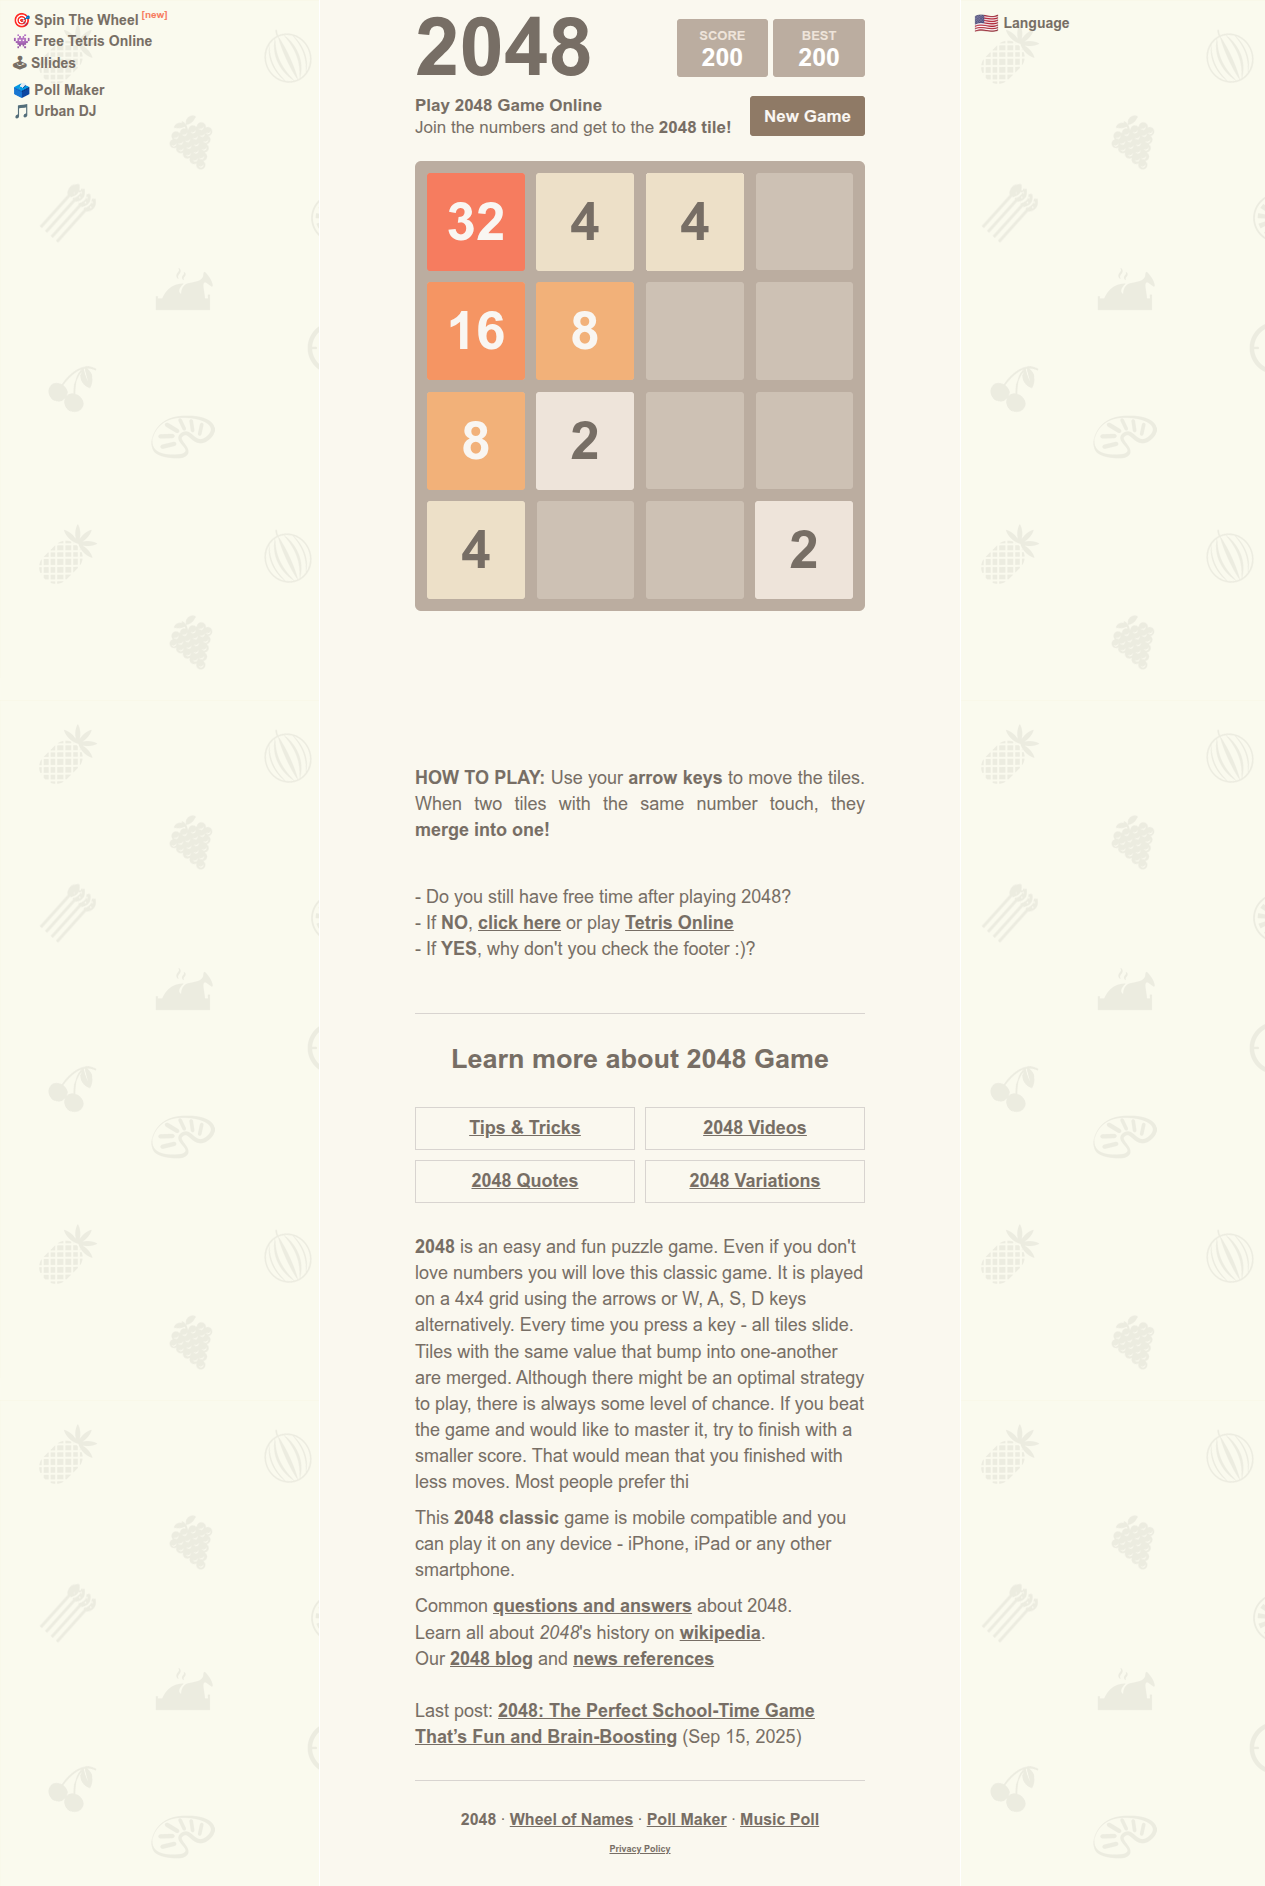 🎯 Spin The Wheel [new]
👾 Free Tetris Online
🕹 Sllides
🗳 Poll Maker
🎵 Urban DJ
🇺🇸 Language
2048
SCORE
200
BEST
200
Play 2048 Game Online
Join the numbers and get to the 2048 tile!
New Game
32 4 4
16 8
8 2
4 2
HOW TO PLAY: Use your arrow keys to move the tiles.
When two tiles with the same number touch, they
merge into one!
- Do you still have free time after playing 2048?
- If NO, click here or play Tetris Online
- If YES, why don't you check the footer :)?
Learn more about 2048 Game
Tips & Tricks
2048 Videos
2048 Quotes
2048 Variations
2048 is an easy and fun puzzle game. Even if you don't
love numbers you will love this classic game. It is played
on a 4x4 grid using the arrows or W, A, S, D keys
alternatively. Every time you press a key - all tiles slide.
Tiles with the same value that bump into one-another
are merged. Although there might be an optimal strategy
to play, there is always some level of chance. If you beat
the game and would like to master it, try to finish with a
smaller score. That would mean that you finished with
less moves. Most people prefer thi
This 2048 classic game is mobile compatible and you
can play it on any device - iPhone, iPad or any other
smartphone.
Common questions and answers about 2048.
Learn all about 2048's history on wikipedia.
Our 2048 blog and news references
Last post: 2048: The Perfect School-Time Game
That’s Fun and Brain-Boosting (Sep 15, 2025)
2048 · Wheel of Names · Poll Maker · Music Poll
Privacy Policy